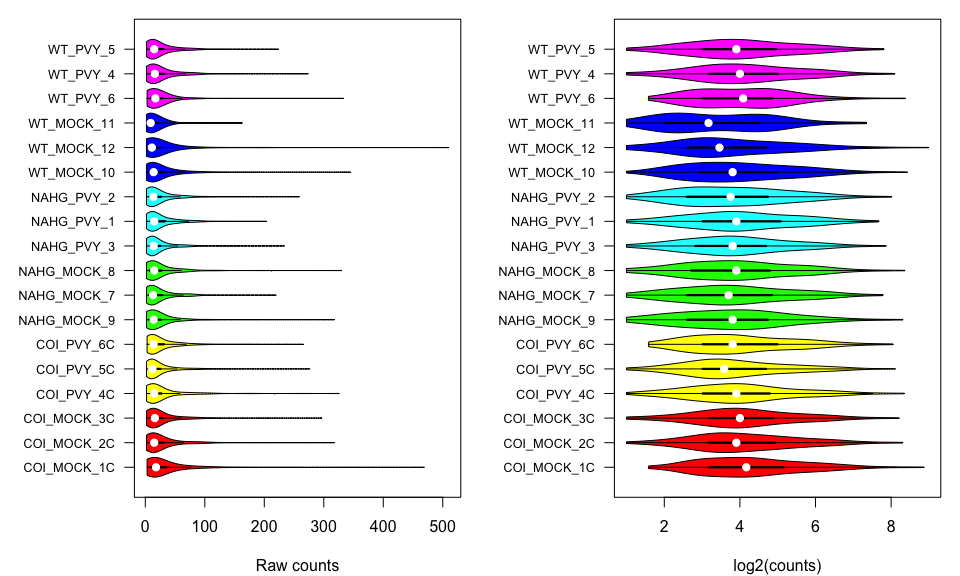 WT_PVY_5
WT_PVY_4
WT_PVY_6
WT_MOCK_11
WT_MOCK_12
WT_MOCK_10
NAHG_PVY_2
NAHG_PVY_1
NAHG_PVY_3
NAHG_MOCK_8
NAHG_MOCK_7
NAHG_MOCK_9
COI_PVY_6C
COI_PVY_5C
COI_PVY_4C
COI_MOCK_3C
COI_MOCK_2C
COI_MOCK_1C
0 100 200 300 400 500
Raw counts
WT_PVY_5
WT_PVY_4
WT_PVY_6
WT_MOCK_11
WT_MOCK_12
WT_MOCK_10
NAHG_PVY_2
NAHG_PVY_1
NAHG_PVY_3
NAHG_MOCK_8
NAHG_MOCK_7
NAHG_MOCK_9
COI_PVY_6C
COI_PVY_5C
COI_PVY_4C
COI_MOCK_3C
COI_MOCK_2C
COI_MOCK_1C
2 4 6 8
log2(counts)